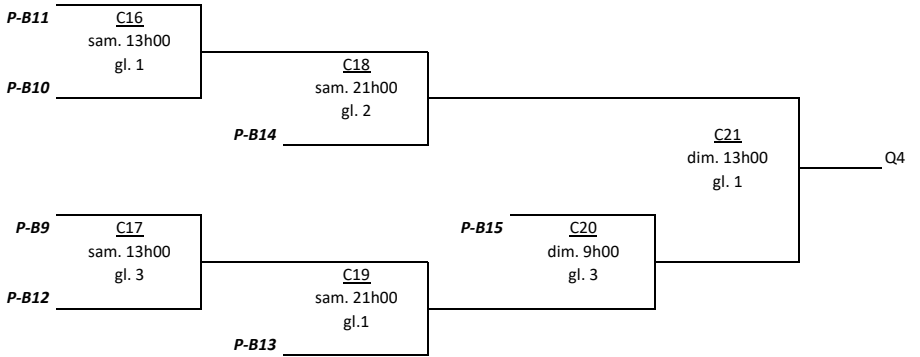 P-B11
C16
sam. 13h00
gl. 1
P-B10
C18
sam. 21h00
gl. 2
P-B14
C21
dim. 13h00
gl. 1
Q4
P-B9
C17
sam. 13h00
gl. 3
P-B12
C19
sam. 21h00
gl.1
P-B13
P-B15
C20
dim. 9h00
gl. 3